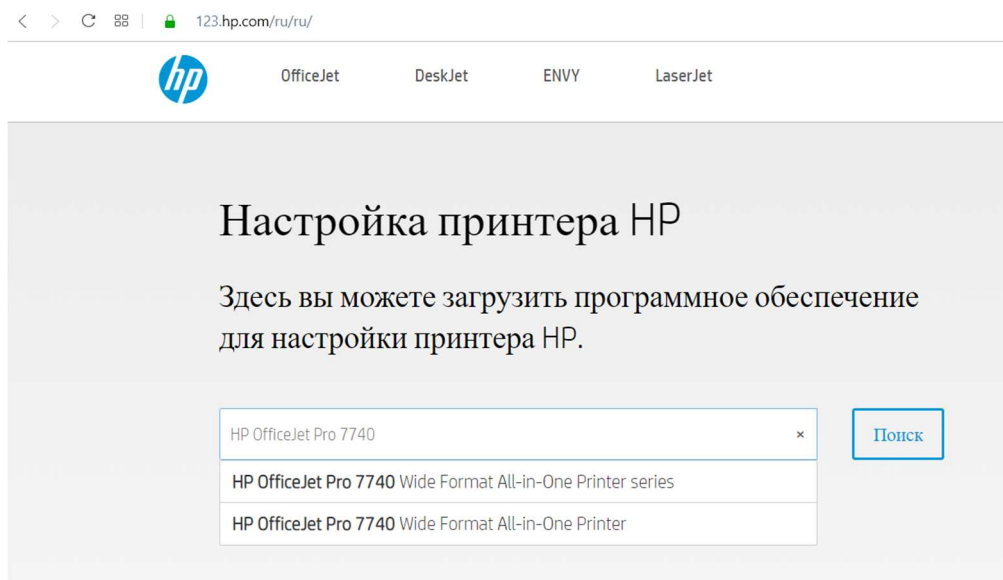 123.hp.com/ru/ru/
hp
OfficeJet DeskJet ENVY LaserJet
Настройка принтера HP
Здесь вы можете загрузить программное обеспечение
для настройки принтера HP.
HP OfficeJet Pro 7740 ×
Поиск
HP OfficeJet Pro 7740 Wide Format All-in-One Printer series
HP OfficeJet Pro 7740 Wide Format All-in-One Printer